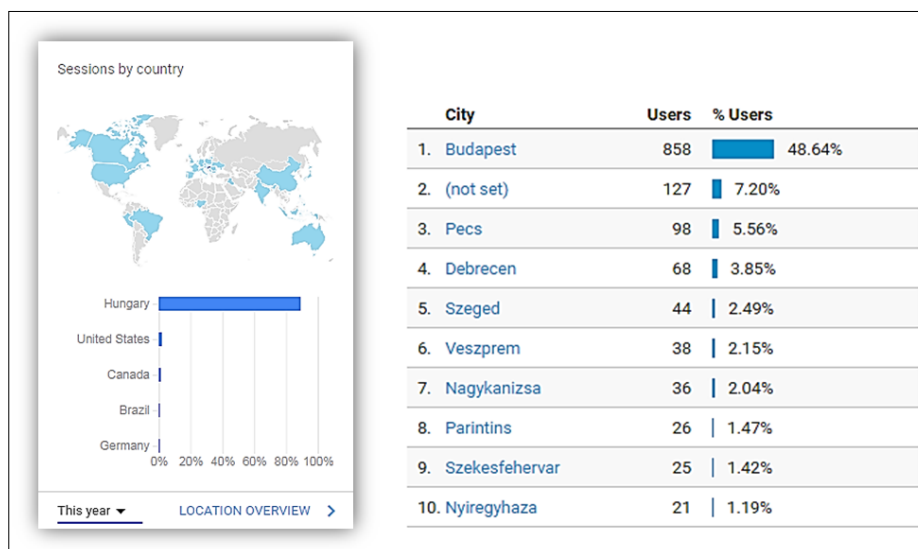 Sessions by country
Hungary
United States
Canada
Brazil
Germany
0% 20% 40% 60% 80% 100%
This year
LOCATION OVERVIEW
City Users % Users
1. Budapest 858 48.64%
2. (not set) 127 7.20%
3. Pecs 98 5.56%
4. Debrecen 68 3.85%
5. Szeged 44 2.49%
6. Veszprem 38 2.15%
7. Nagykanizsa 36 2.04%
8. Parintins 26 1.47%
9. Szekesfehervar 25 1.42%
10. Nyiregyhaza 21 1.19%